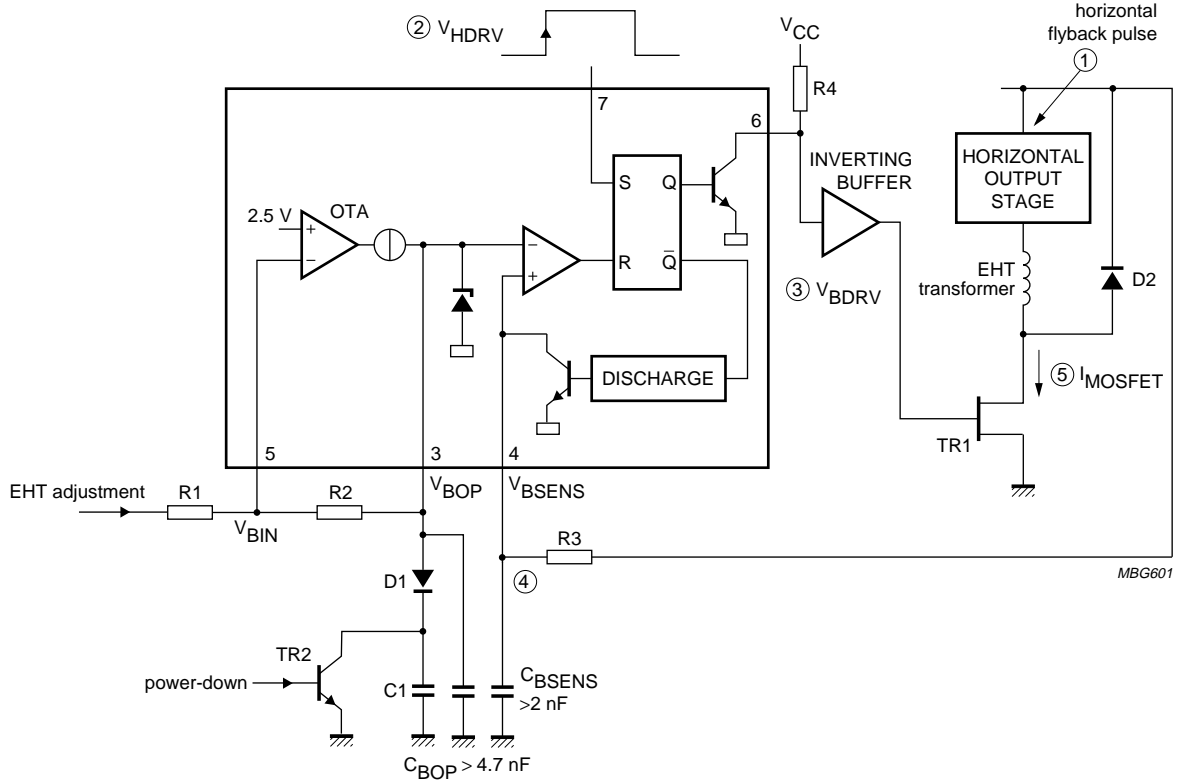 ② VHDRV
horizontal
flyback pulse
①
VCC
R4
7
6
INVERTING
BUFFER
HORIZONTAL
OUTPUT
STAGE
S
Q
OTA
2.5 V
+
−
−
+
R
Q̅
EHT
transformer
D2
③ VBDRV
DISCHARGE
⑤ IMOSFET
TR1
5
3
4
EHT adjustment
R1
R2
VBIN
VBOP
VBSENS
R3
④
MBG601
D1
TR2
power-down
C1
CBSENS
>2 nF
CBOP > 4.7 nF